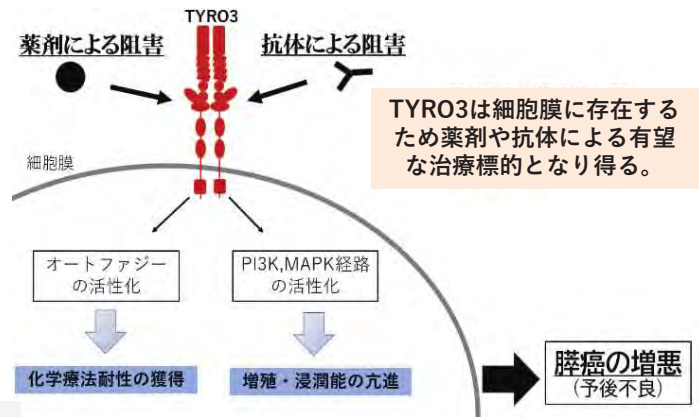 TYRO3
薬剤による阻害
抗体による阻害
TYRO3は細胞膜に存在する
ため薬剤や抗体による有望
な治療標的となり得る。
細胞膜
オートファジー
の活性化
PI3K,MAPK経路
の活性化
化学療法耐性の獲得
増殖・浸潤能の亢進
膵癌の増悪
(予後不良)